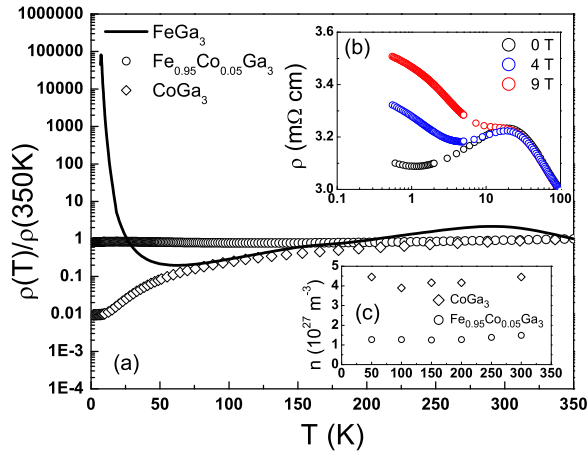 1000000
100000
10000
1000
100
10
1
0.1
0.01
1E-3
1E-4
ρ(T)/ρ(350K)
FeGa₃
Fe₀.₉₅Co₀.₀₅Ga₃
CoGa₃
(a)
0 50 100 150 200 250 300 350
T (K)
(b)
0 T
4 T
9 T
3.6
3.4
3.2
3.0
ρ (mΩ cm)
0.1 1 10 100
5
4
3
2
1
0
n (10²⁷ m⁻³)
(c)
CoGa₃
Fe₀.₉₅Co₀.₀₅Ga₃
0 50 100 150 200 250 300 350